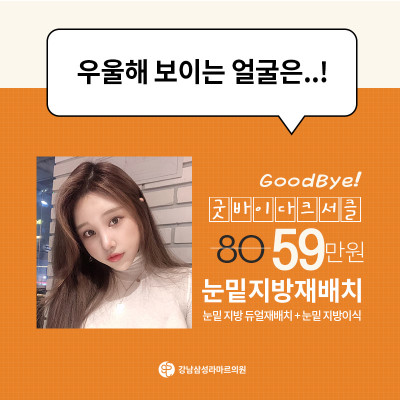 우울해 보이는 얼굴은..!
GooDBye!
굿바이다크서클
80 59만원
눈밑지방재배치
눈밑 지방 듀얼재배치 + 눈밑 지방이식
강남삼성라마르의원